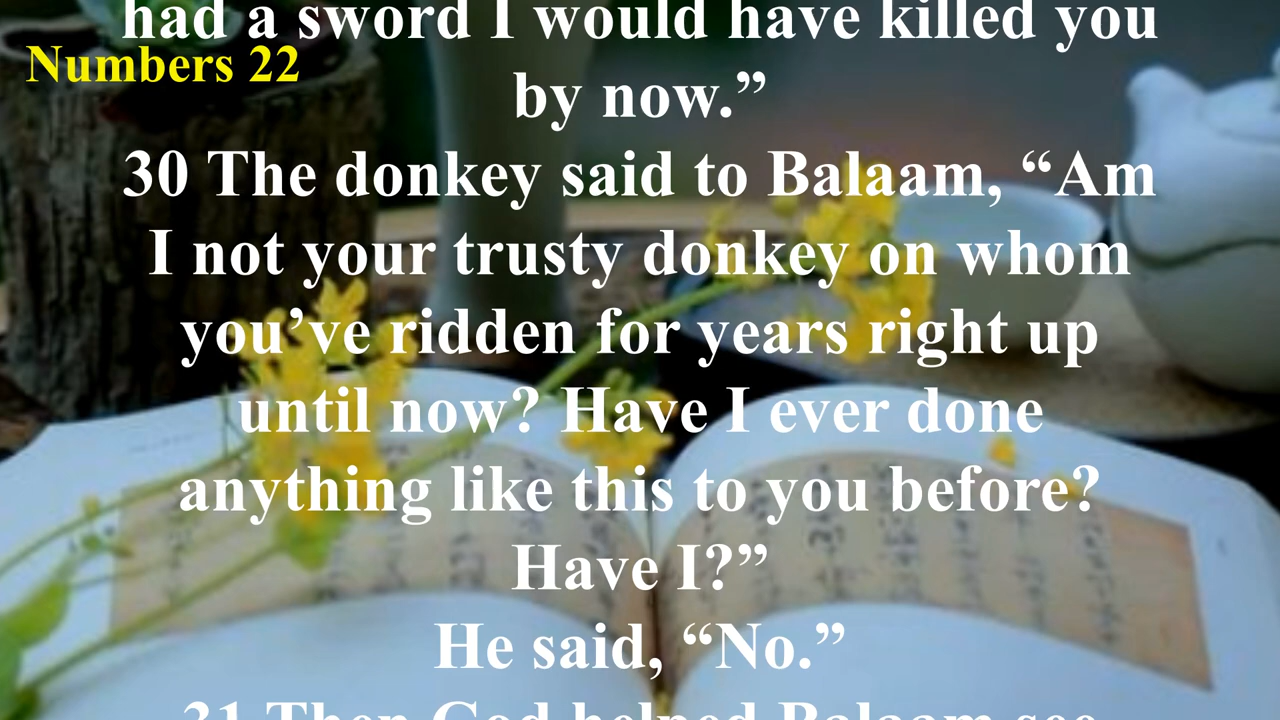 had a sword I would have killed you
Numbers 22
by now.”
30 The donkey said to Balaam, “Am
I not your trusty donkey on whom
you’ve ridden for years right up
until now? Have I ever done
anything like this to you before?
Have I?”
He said, “No.”
31 Then God helped Balaam see